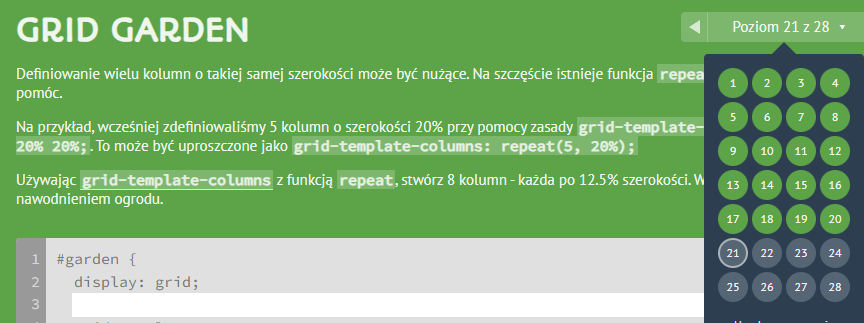 GRID GARDEN
Poziom 21 z 28
Definiowanie wielu kolumn o takiej samej szerokości może być nużące. Na szczęście istnieje funkcja
pomóc.
Na przykład, wcześniej zdefiniowaliśmy 5 kolumn o szerokości 20% przy pomocy zasady grid-template-
20% 20%;. To może być uproszczone jako grid-template-columns: repeat(5, 20%);
Używając grid-template-columns z funkcją repeat, stwórz 8 kolumn - każda po 12.5% szerokości. W
nawodnieniem ogrodu.
1 2 3 4
5 6 7 8
9 10 11 12
13 14 15 16
17 18 19 20
21 22 23 24
25 26 27 28
1 #garden {
2 display: grid;
3